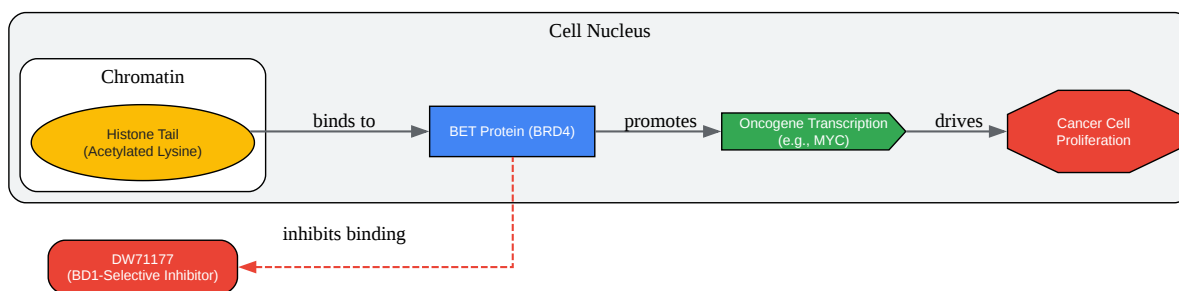 Cell Nucleus
Chromatin
Histone Tail
(Acetylated Lysine)
binds to
BET Protein (BRD4)
promotes
Oncogene Transcription
(e.g., MYC)
drives
Cancer Cell
Proliferation
inhibits binding
DW71177
(BD1-Selective Inhibitor)